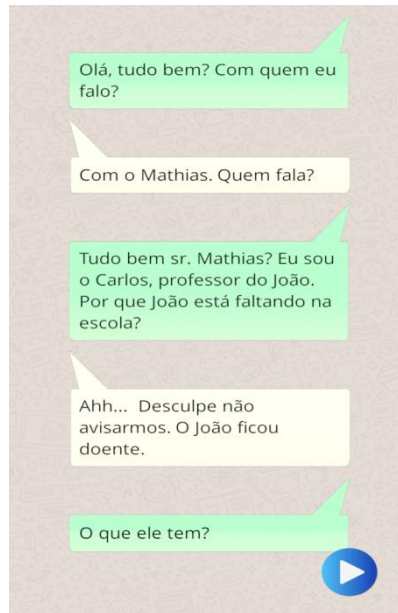 Olá, tudo bem? Com quem eu
falo?
Com o Mathias. Quem fala?
Tudo bem sr. Mathias? Eu sou
o Carlos, professor do João.
Por que João está faltando na
escola?
Ahh... Desculpe não
avisarmos. O João ficou
doente.
O que ele tem?